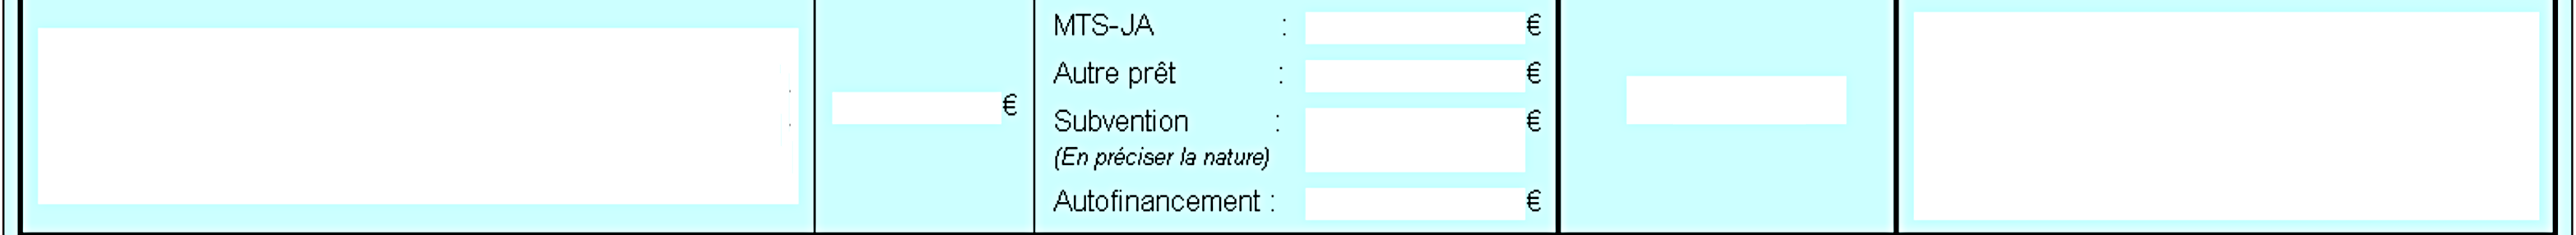 €
MTS-JA : €
Autre prêt : €
Subvention : €
(En préciser la nature)
Autofinancement : €